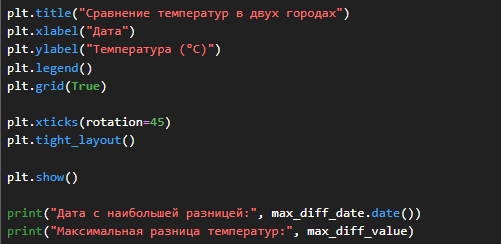 plt.title("Сравнение температур в двух городах")
plt.xlabel("Дата")
plt.ylabel("Температура (°C)")
plt.legend()
plt.grid(True)
plt.xticks(rotation=45)
plt.tight_layout()
plt.show()
print("Дата с наибольшей разницей:", max_diff_date.date())
print("Максимальная разница температур:", max_diff_value)